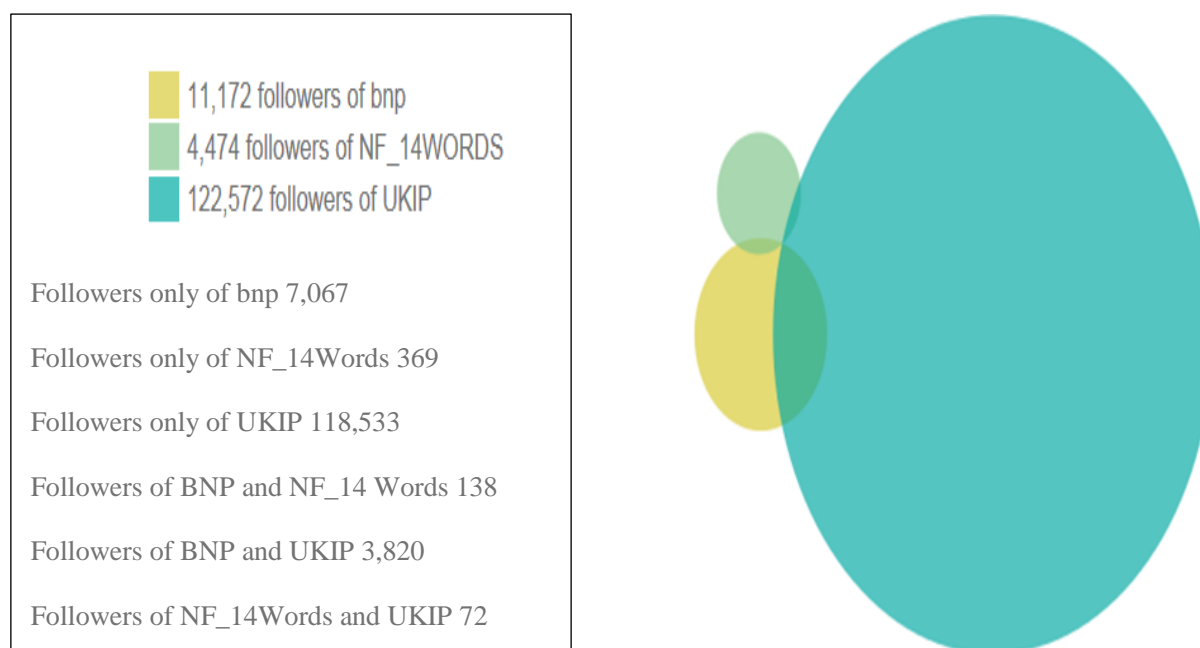 11,172 followers of bnp
4,474 followers of NF_14WORDS
122,572 followers of UKIP
Followers only of bnp 7,067
Followers only of NF_14Words 369
Followers only of UKIP 118,533
Followers of BNP and NF_14 Words 138
Followers of BNP and UKIP 3,820
Followers of NF_14Words and UKIP 72